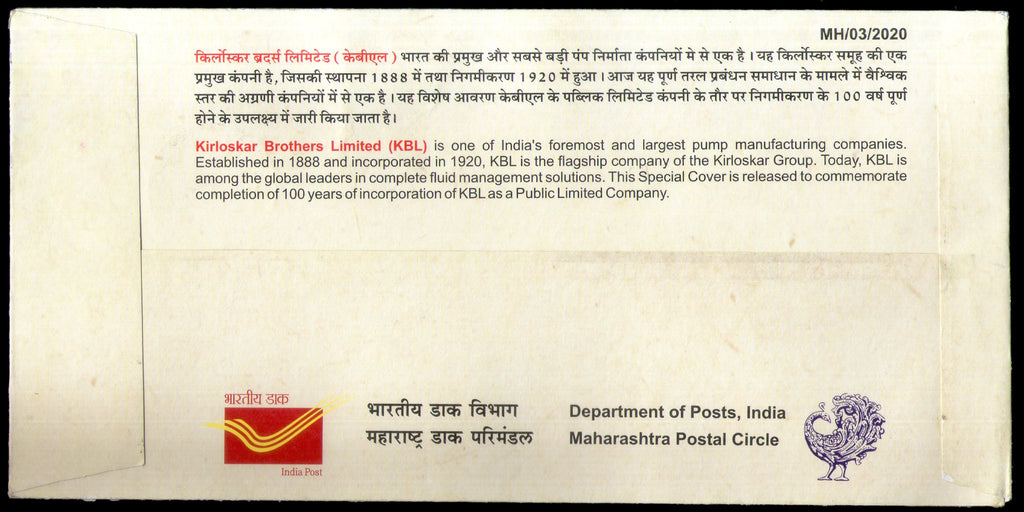 MH/03/2020
किर्लोस्कर ब्रदर्स लिमिटेड ( केबीएल ) भारत की प्रमुख और सबसे बड़ी पंप निर्माता कंपनियों मे से एक है । यह किर्लोस्कर समूह की एक
प्रमुख कंपनी है, जिसकी स्थापना 1888 में तथा निगमीकरण 1920 में हुआ । आज यह पूर्ण तरल प्रबंधन समाधान के मामले में वैश्विक
स्तर की अग्रणी कंपनियों में से एक है । यह विशेष आवरण केबीएल के पब्लिक लिमिटेड कंपनी के तौर पर निगमीकरण के 100 वर्ष पूर्ण
होने के उपलक्ष्य में जारी किया जाता है ।
Kirloskar Brothers Limited (KBL) is one of India's foremost and largest pump manufacturing companies.
Established in 1888 and incorporated in 1920, KBL is the flagship company of the Kirloskar Group. Today, KBL is
among the global leaders in complete fluid management solutions. This Special Cover is released to commemorate
completion of 100 years of incorporation of KBL as a Public Limited Company.
भारतीय डाक
India Post
भारतीय डाक विभाग
महाराष्ट्र डाक परिमंडल
Department of Posts, India
Maharashtra Postal Circle